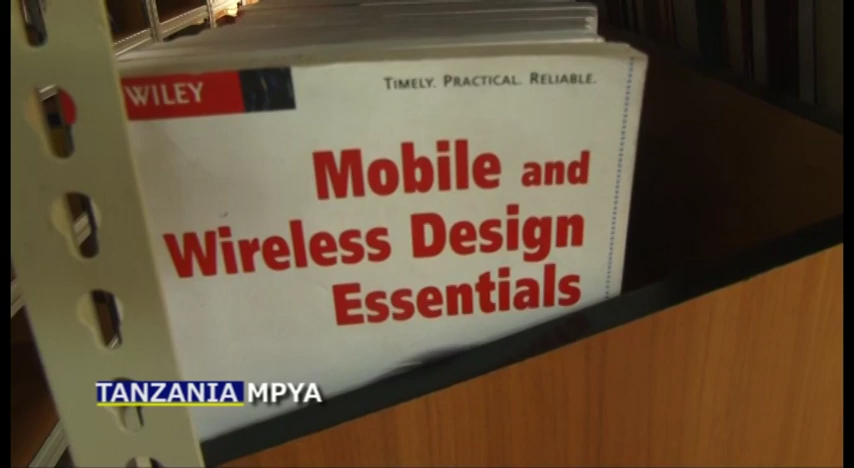 WILEY
TIMELY. PRACTICAL. RELIABLE.
Mobile and
Wireless Design
Essentials
TANZANIA MPYA